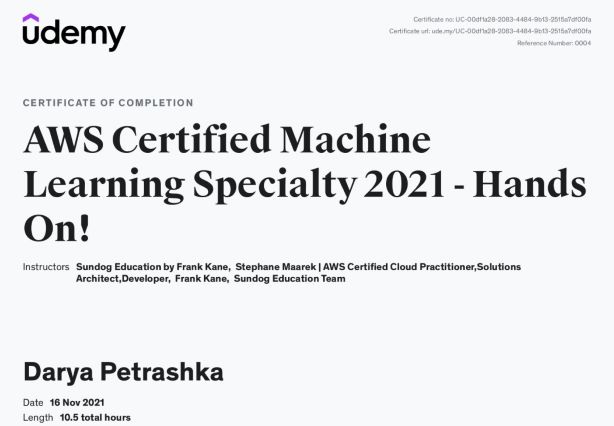 udemy
Certificate no: UC-00df1a28-2083-4484-9b13-2515a7df00fa
Certificate url: ude.my/UC-00df1a28-2083-4484-9b13-2515a7df00fa
Reference Number: 0004
CERTIFICATE OF COMPLETION
AWS Certified Machine
Learning Specialty 2021 - Hands
On!
Instructors Sundog Education by Frank Kane, Stephane Maarek | AWS Certified Cloud Practitioner,Solutions
Architect,Developer, Frank Kane, Sundog Education Team
Darya Petrashka
Date 16 Nov 2021
Length 10.5 total hours